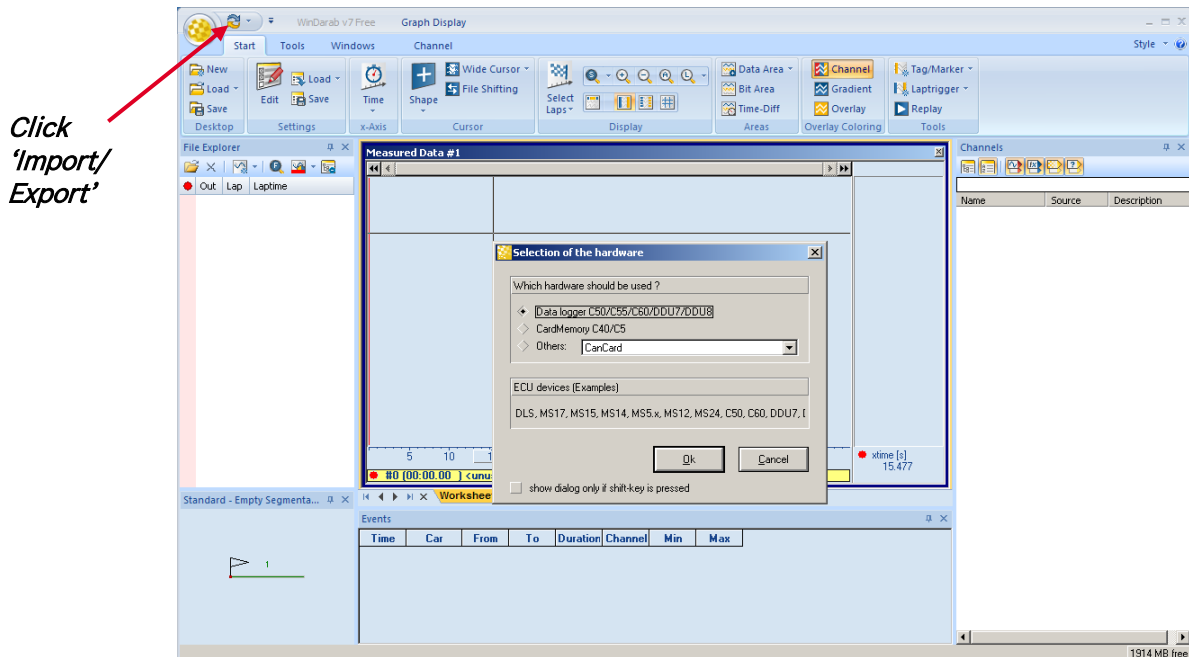 Click
'Import/
Export'
WinDarab v7 Free Graph Display
Start Tools Windows Channel
Style
New
Load
Save
Desktop
Edit
Load
Save
Settings
Time
x-Axis
Shape
Wide Cursor
File Shifting
Cursor
Select
Laps
Display
Data Area
Bit Area
Time-Diff
Areas
Channel
Gradient
Overlay
Overlay Coloring
Tag/Marker
Laptrigger
Replay
Tools
File Explorer
Out Lap Laptime
Measured Data #1
Selection of the hardware
Which hardware should be used ?
Data logger C50/C55/C60/DDU7/DDU8
CardMemory C40/C5
Others: CanCard
ECU devices (Examples)
DLS, MS17, MS15, MS14, MS5.x, MS12, MS24, C50, C60, DDU7, [
Ok Cancel
show dialog only if shift-key is pressed
5 10 1
#0 (00:00.00 ) <unu
xtime [s]
15.477
Workshee
Channels
Name Source Description
Standard - Empty Segmenta...
1
Events
Time Car From To Duration Channel Min Max
1914 MB free